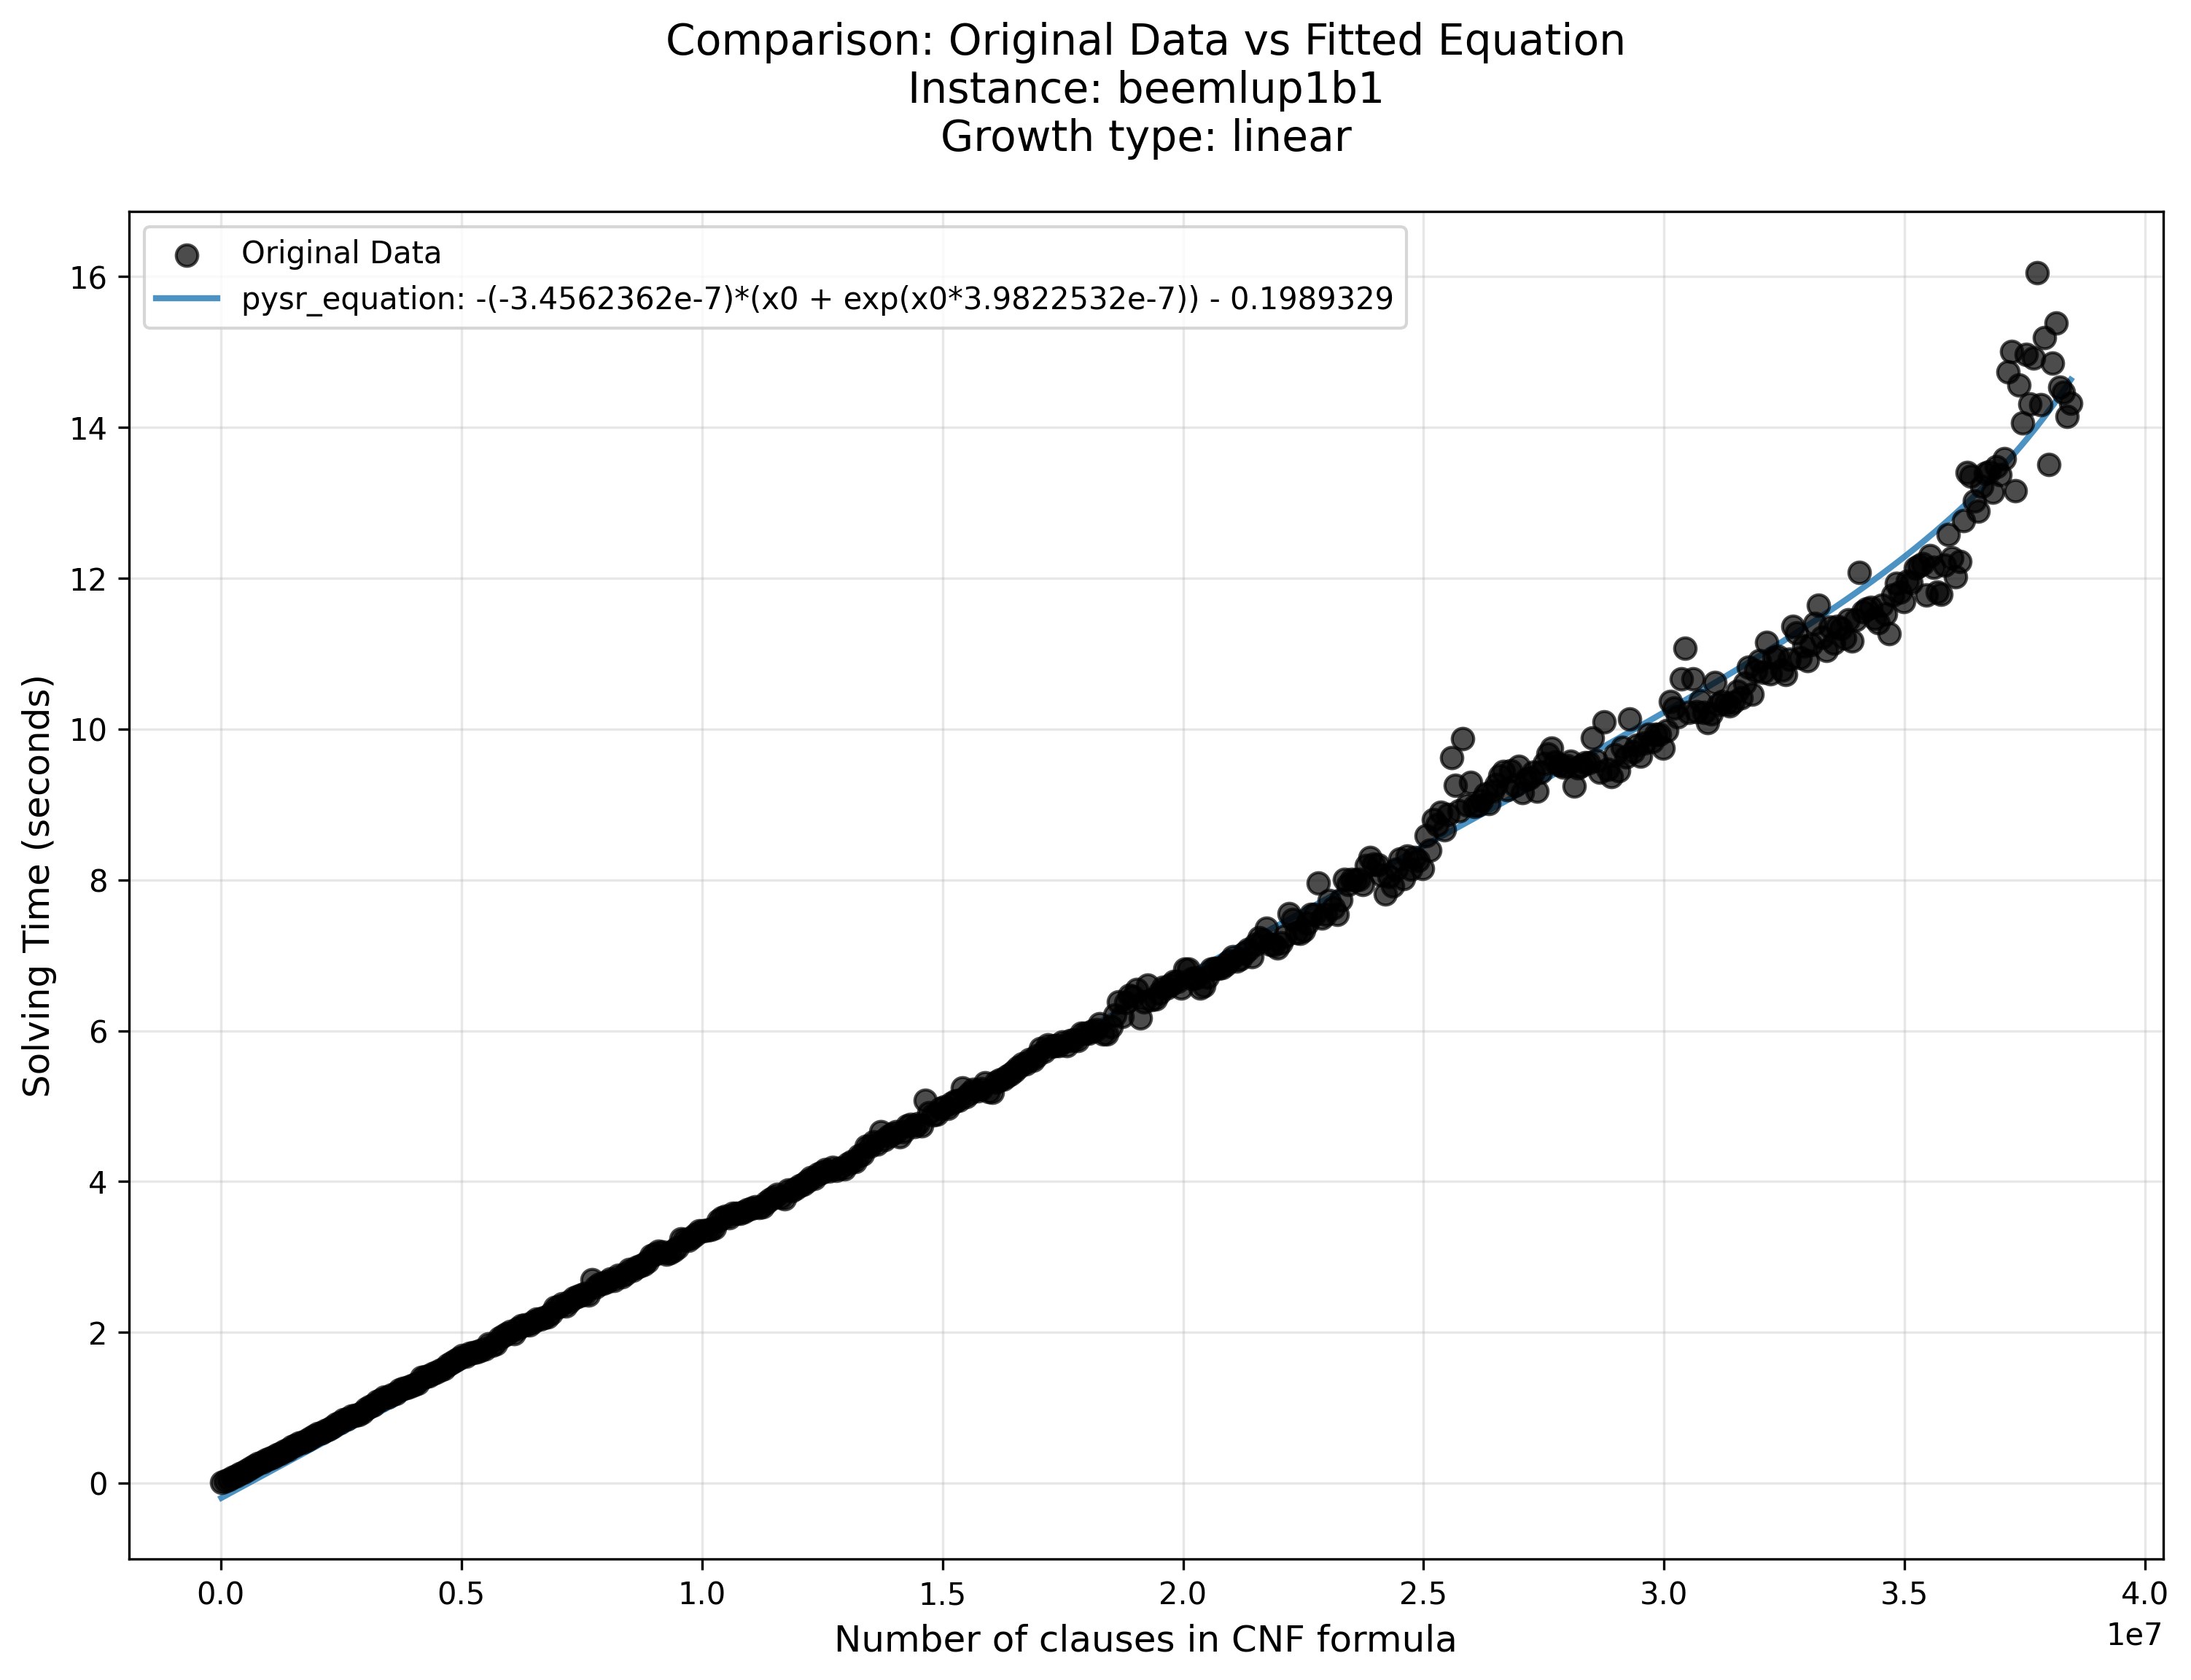 Comparison: Original Data vs Fitted Equation
Instance: beemlup1b1
Growth type: linear
Original Data
pysr_equation: -(-3.4562362e-7)*(x0 + exp(x0*3.9822532e-7)) - 0.1989329
16
14
12
10
8
6
4
2
0
Solving Time (seconds)
0.0 0.5 1.0 1.5 2.0 2.5 3.0 3.5 4.0
1e7
Number of clauses in CNF formula